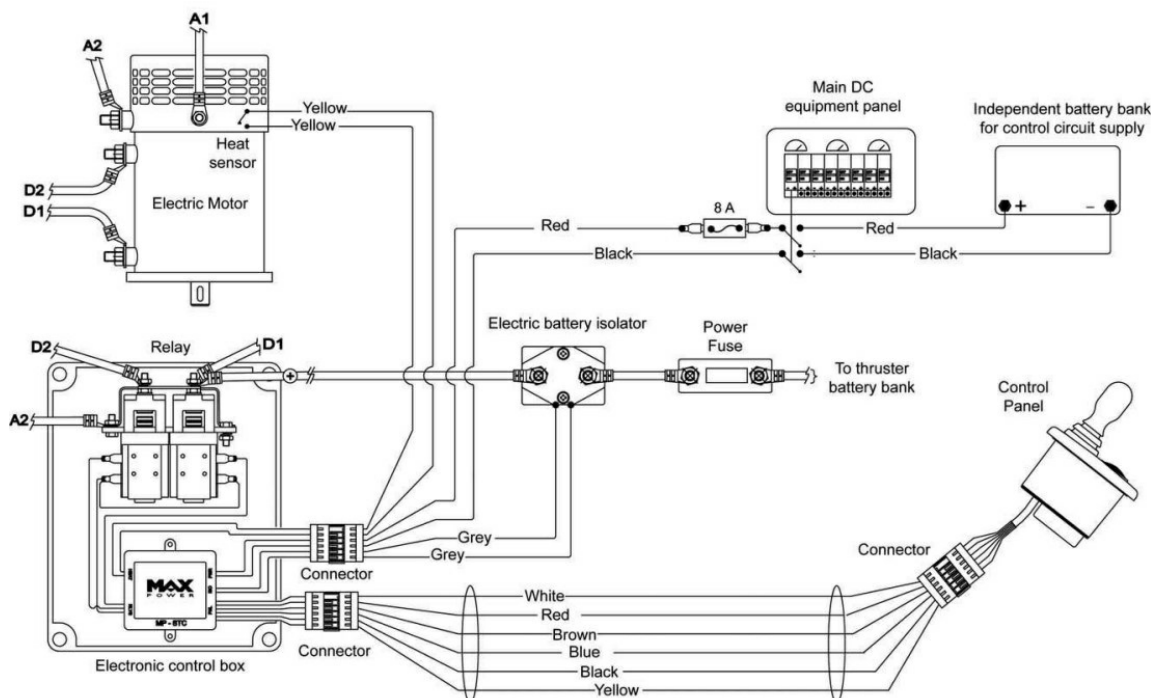 A1
A2
Yellow
Yellow
Heat
sensor
D2
D1
Electric Motor
Main DC
equipment panel
Independent battery bank
for control circuit supply
8 A
Red
Red
+
−
Black
Black
Electric battery isolator
Power
Fuse
D2
Relay
D1
+
To thruster
battery bank
Control
Panel
A2
Grey
Grey
Connector
MAX
POWER
MP - STC
Connector
Connector
White
Red
Brown
Blue
Black
Yellow
Electronic control box